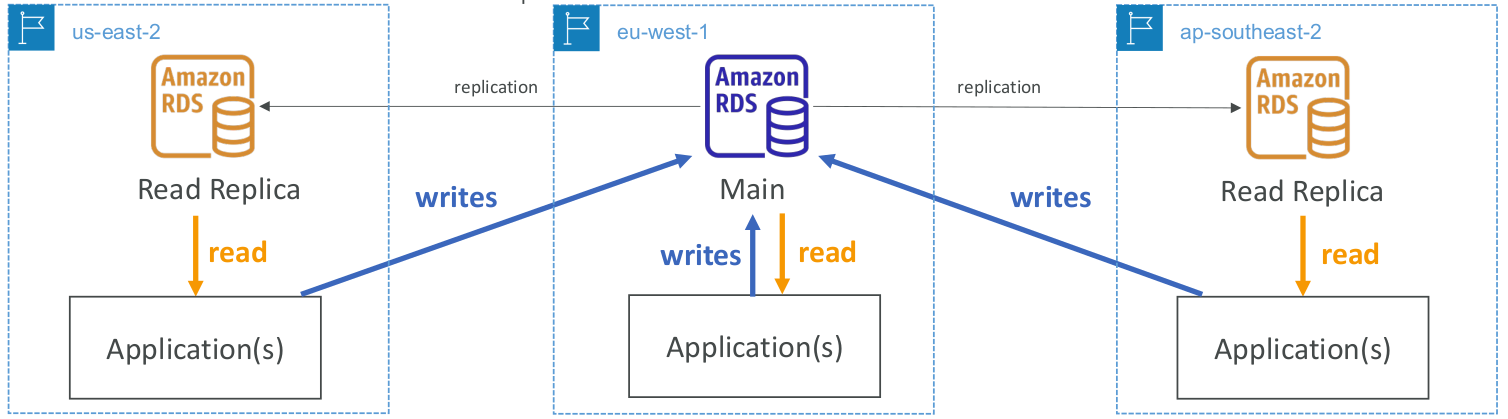 us-east-2
eu-west-1
ap-southeast-2
Amazon
RDS
replication
Amazon
RDS
replication
Amazon
RDS
Read Replica
writes
Main
writes
Read Replica
read
writes
read
read
Application(s)
Application(s)
Application(s)